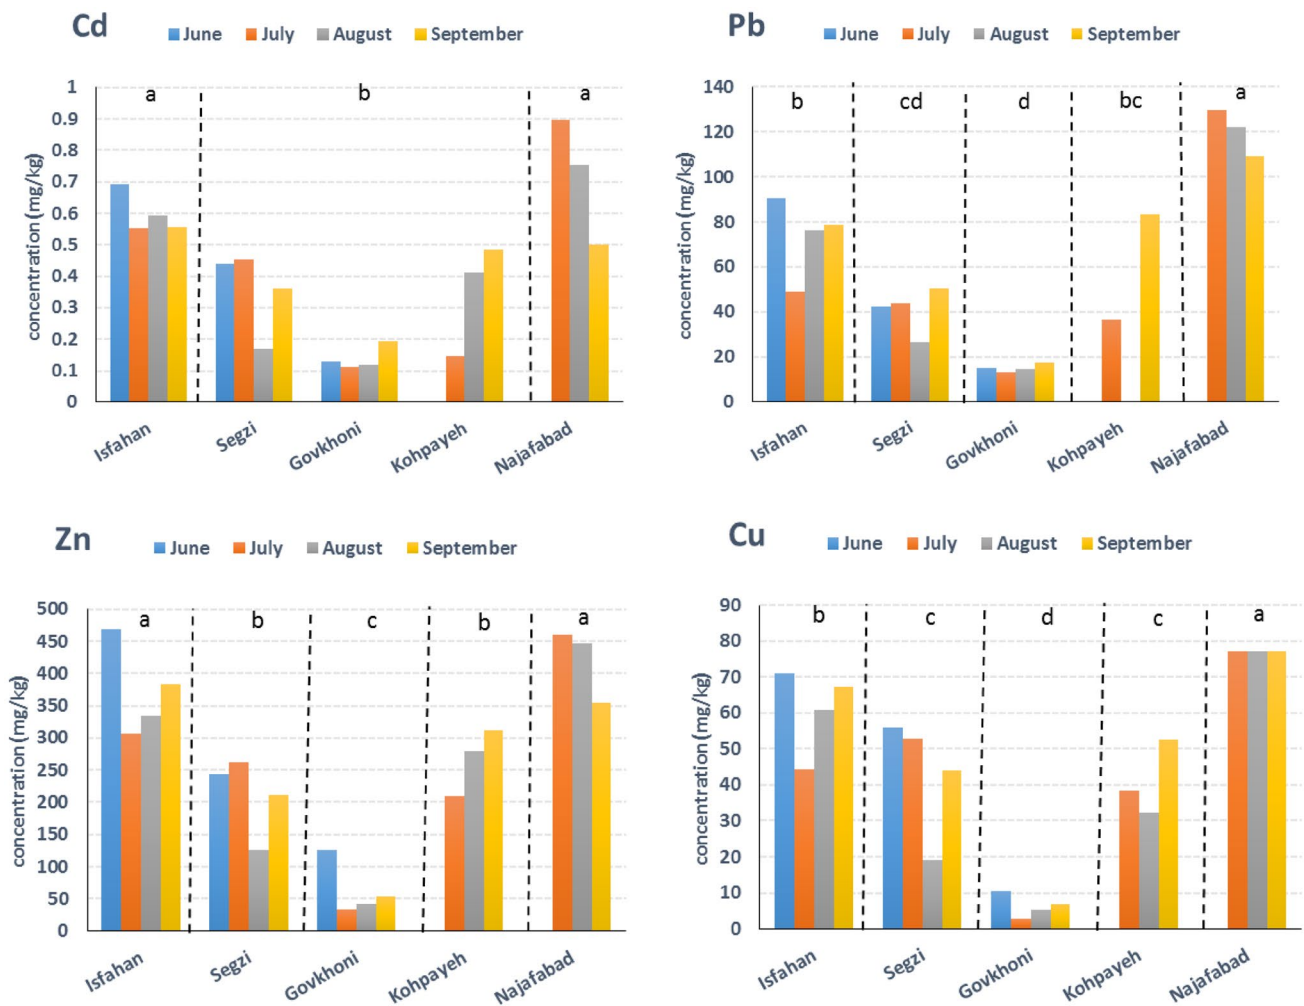 Cd
June July August September
concentration (mg/kg)
1
0.9
0.8
0.7
0.6
0.5
0.4
0.3
0.2
0.1
0
a b a
Isfahan Segzi Govkhoni Kohpayeh Najafabad
Pb
June July August September
concentration (mg/kg)
140
120
100
80
60
40
20
0
b cd d bc a
Isfahan Segzi Govkhoni Kohpayeh Najafabad
Zn
June July August September
concentration (mg/kg)
500
450
400
350
300
250
200
150
100
50
0
a b c b a
Isfahan Segzi Govkhoni Kohpayeh Najafabad
Cu
June July August September
concentration (mg/kg)
90
80
70
60
50
40
30
20
10
0
b c d c a
Isfahan Segzi Govkhoni Kohpayeh Najafabad